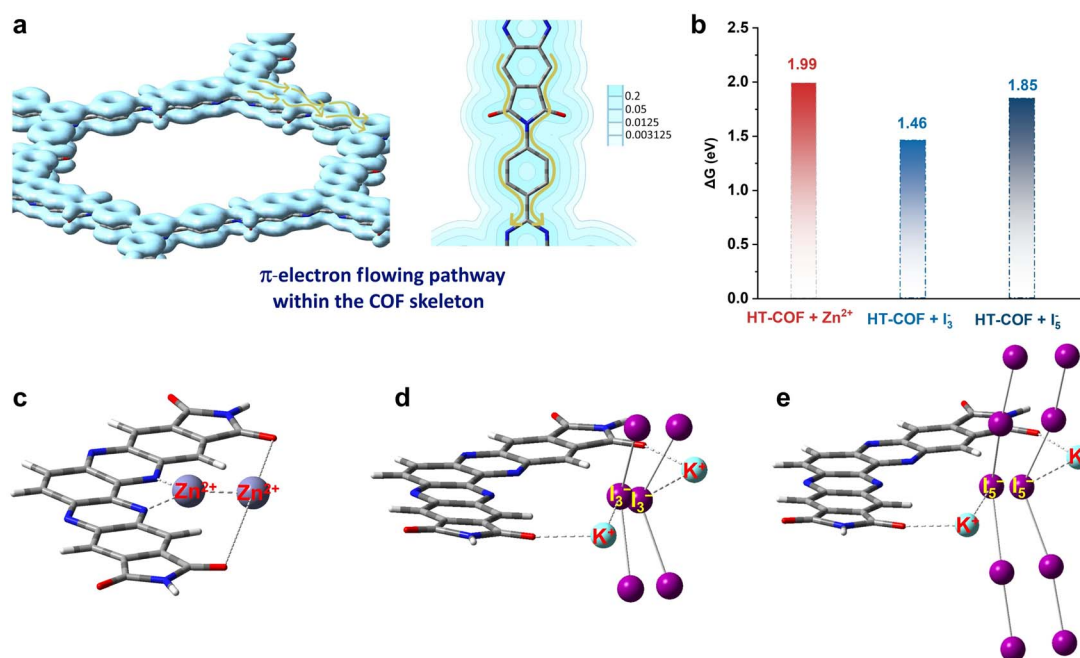 a
0.2
0.05
0.0125
0.003125
π-electron flowing pathway
within the COF skeleton
b
ΔG (eV)
2.5
2.0
1.5
1.0
0.5
0.0
1.99
1.46
1.85
HT-COF + Zn²⁺
HT-COF + I₃⁻
HT-COF + I₅⁻
c
Zn²⁺
Zn²⁺
d
K⁺
I₃⁻
I₃⁻
K⁺
e
K⁺
I₅⁻
I₅⁻
K⁺